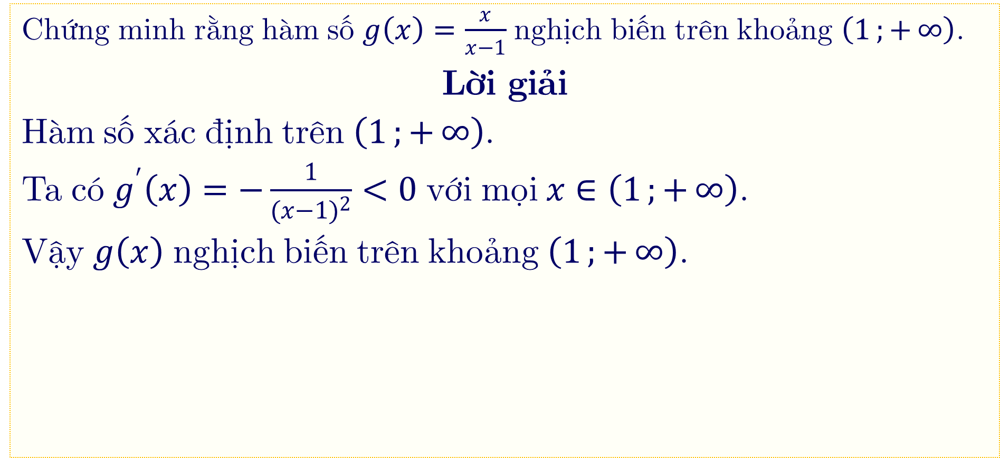 Chứng minh rằng hàm số $g(x) = \frac{x}{x-1}$ nghịch biến trên khoảng $(1\,;+\infty)$.
Lời giải
Hàm số xác định trên $(1\,;+\infty)$.
Ta có $g'(x) = -\frac{1}{(x-1)^2} < 0$ với mọi $x \in (1\,;+\infty)$.
Vậy $g(x)$ nghịch biến trên khoảng $(1\,;+\infty)$.